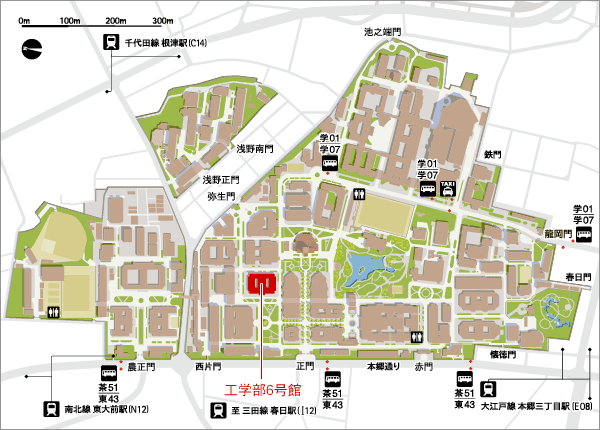 0m 100m 200m 300m
千代田線 根津駅(C14)
池之端門
浅野南門
浅野正門
弥生門
学01
学07
学01
学07
TAXI
鉄門
学01
学07
龍岡門
春日門
農正門
西片門
正門
本郷通り
赤門
懐徳門
茶51
東43
工学部6号館
茶51
東43
茶51
東43
南北線 東大前駅(N12)
至 三田線 春日駅(I12)
大江戸線 本郷三丁目駅(E08)